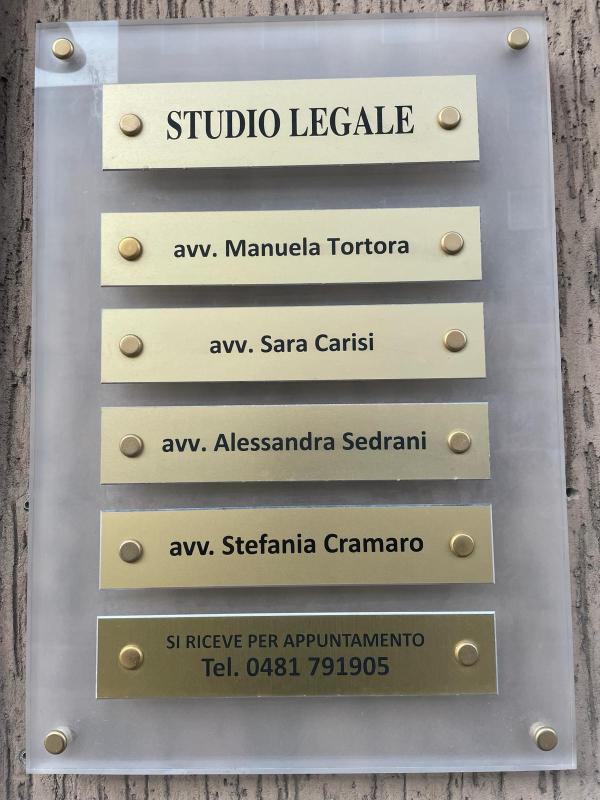 STUDIO LEGALE
avv. Manuela Tortora
avv. Sara Carisi
avv. Alessandra Sedrani
avv. Stefania Cramaro
SI RICEVE PER APPUNTAMENTO
Tel. 0481 791905